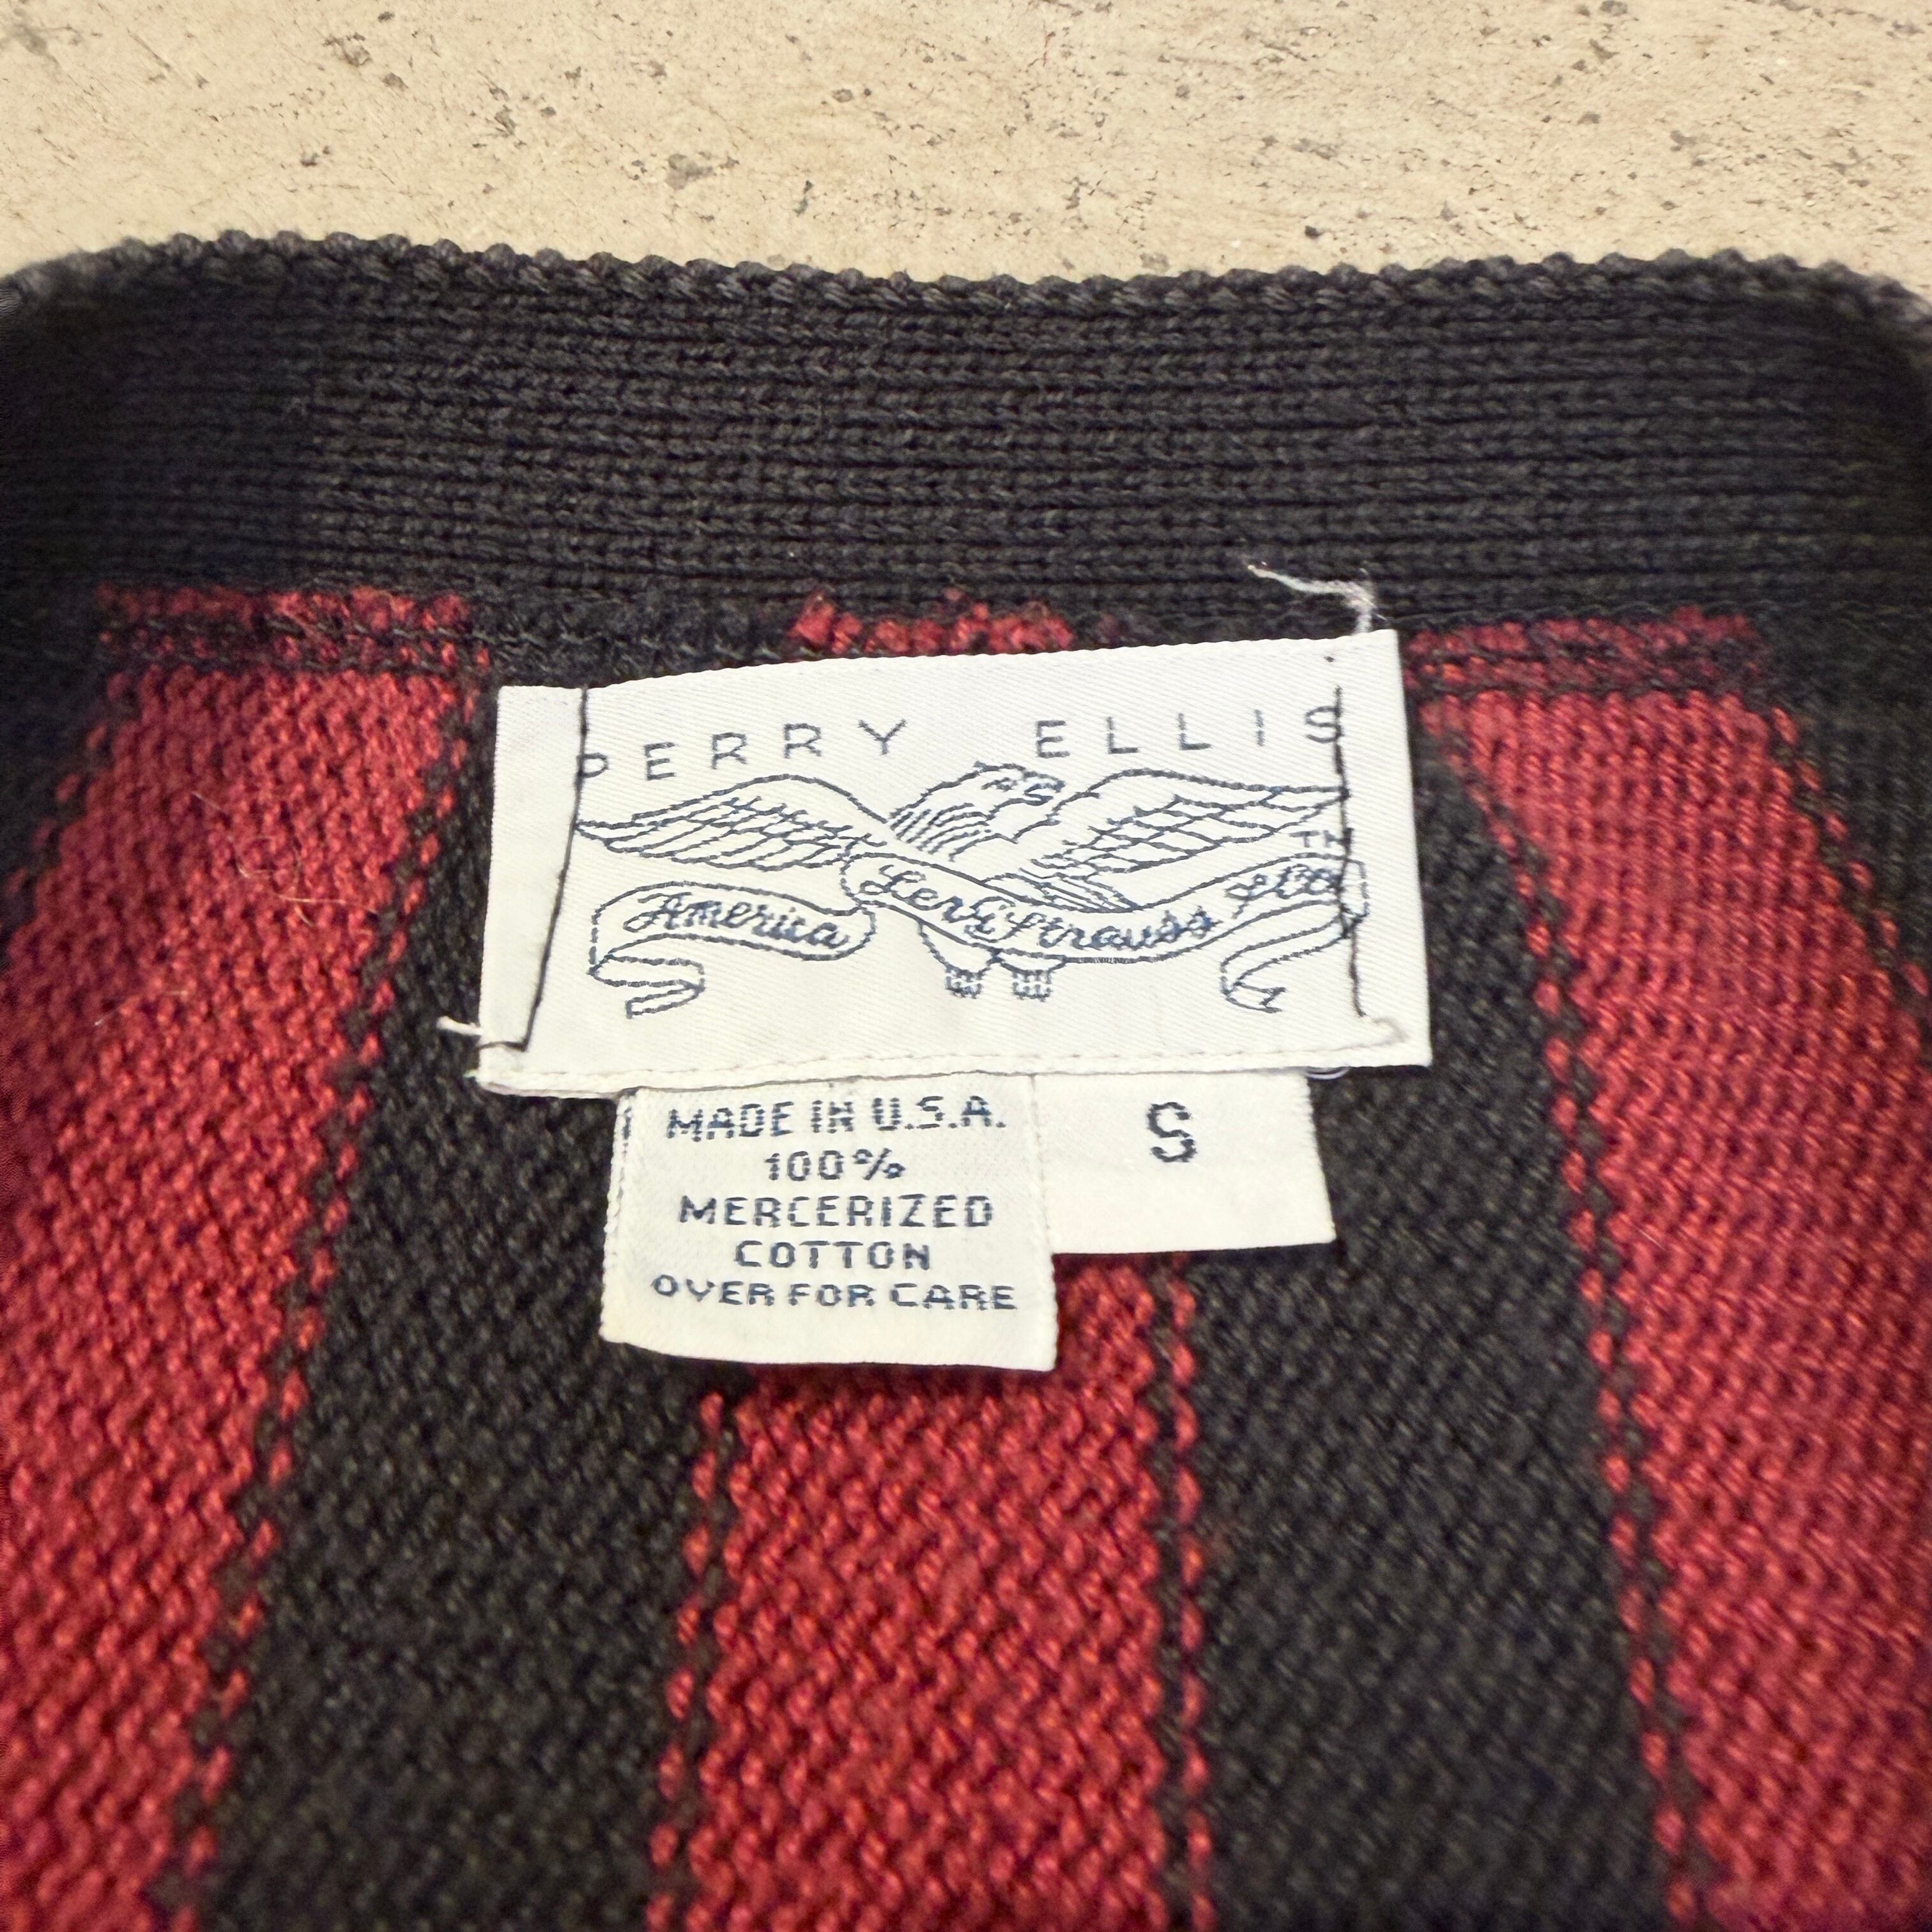 PERRY ELLIS
TM
America Levi Strauss & Co
MADE IN U.S.A.
100%
MERCERIZED
COTTON
OVER FOR CARE
S